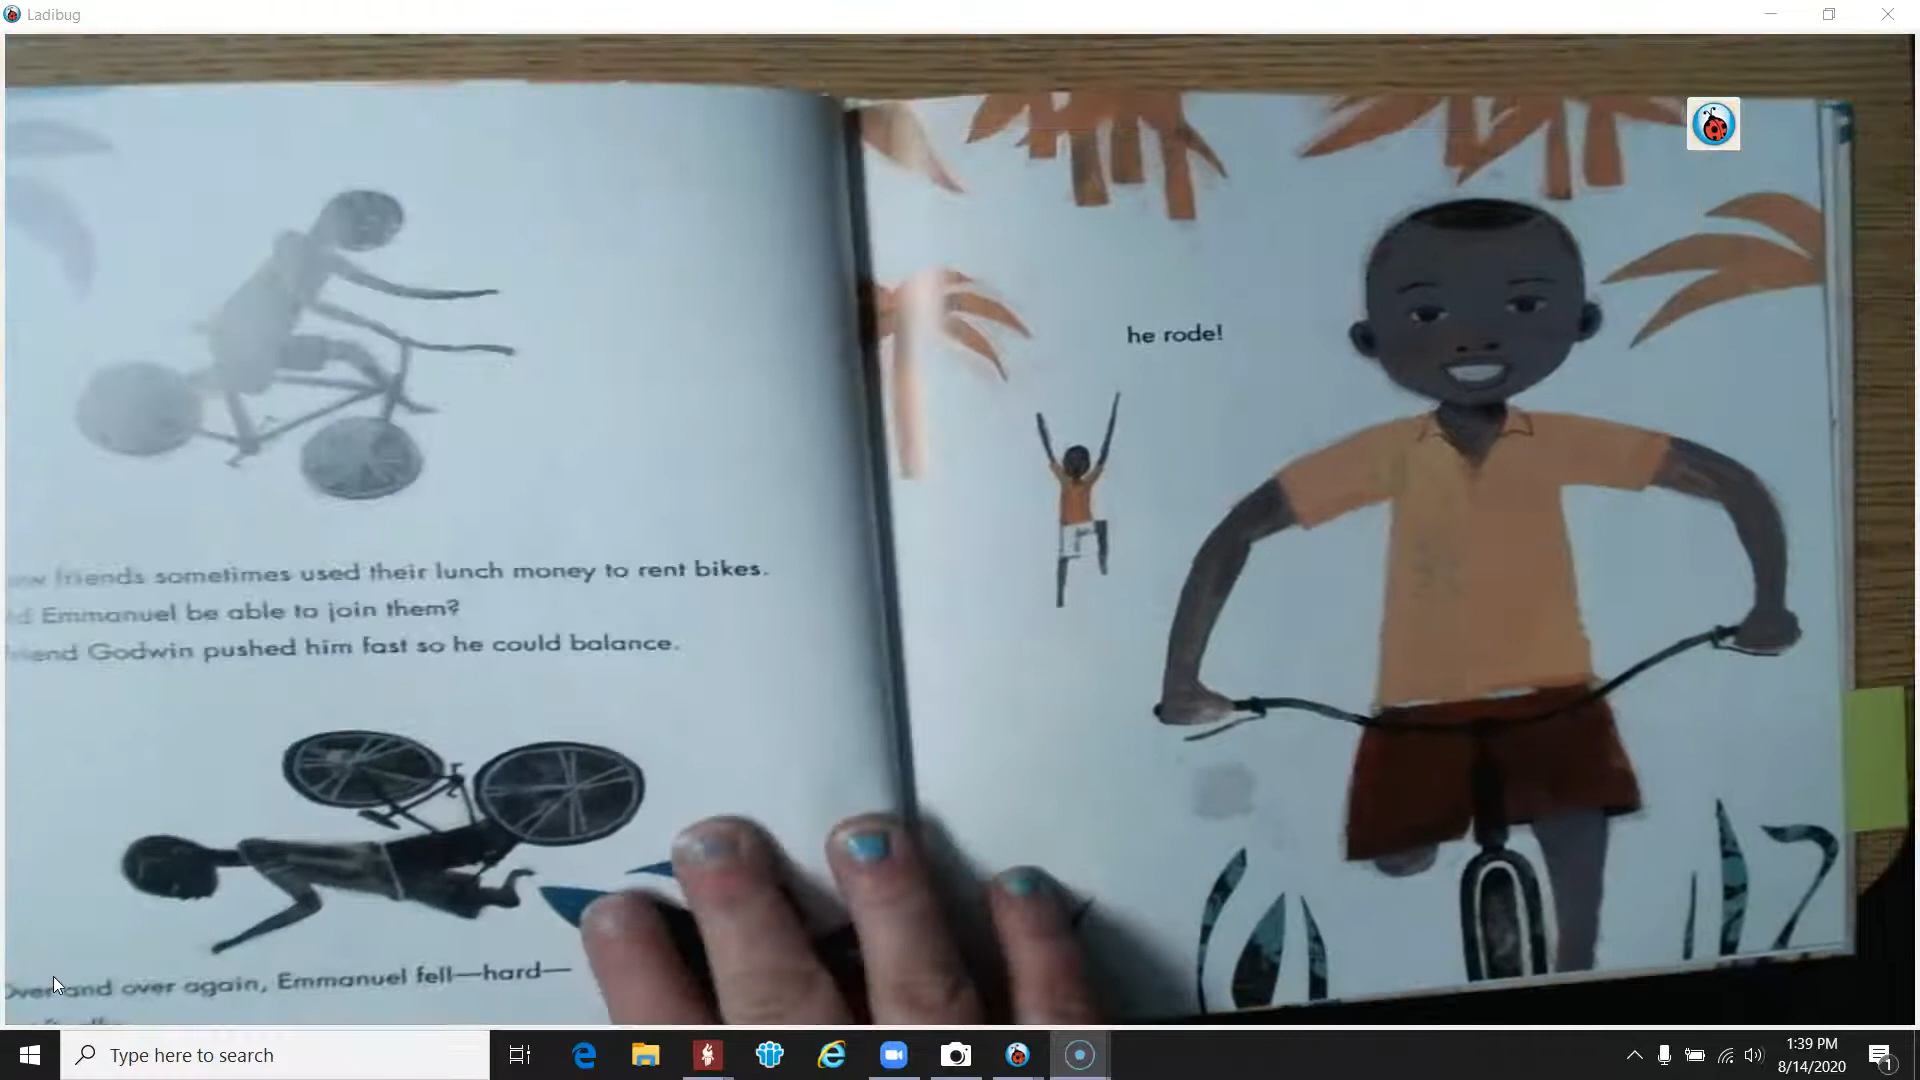 Ladibug
friends sometimes used their lunch money to rent bikes.
Emmanuel be able to join them?
Godwin pushed him fast so he could balance.
Over and over again, Emmanuel fell—hard—
he rode!
Type here to search
1:39 PM
8/14/2020
1